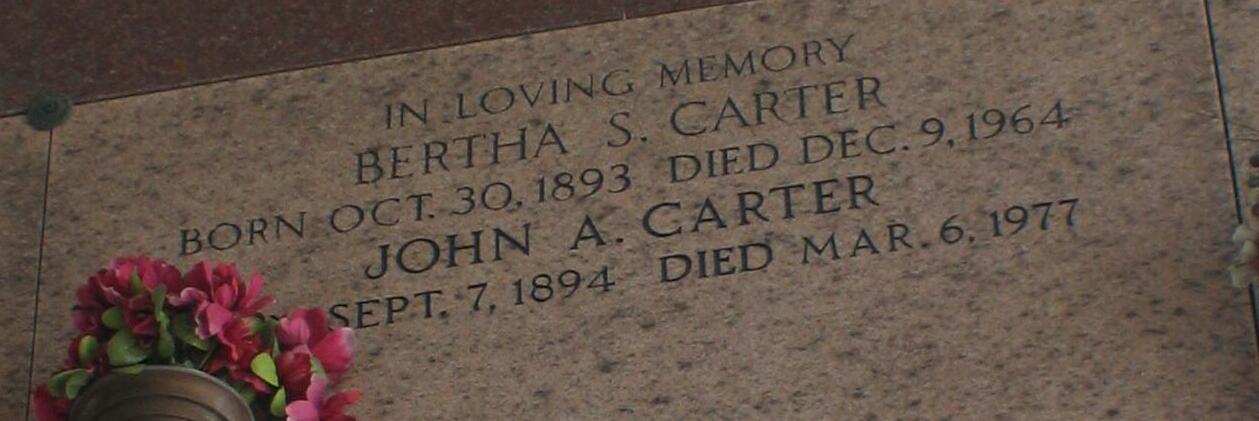 IN LOVING MEMORY
BERTHA S. CARTER
BORN OCT. 30, 1893 DIED DEC. 9, 1964
JOHN A. CARTER
SEPT. 7, 1894 DIED MAR. 6, 1977